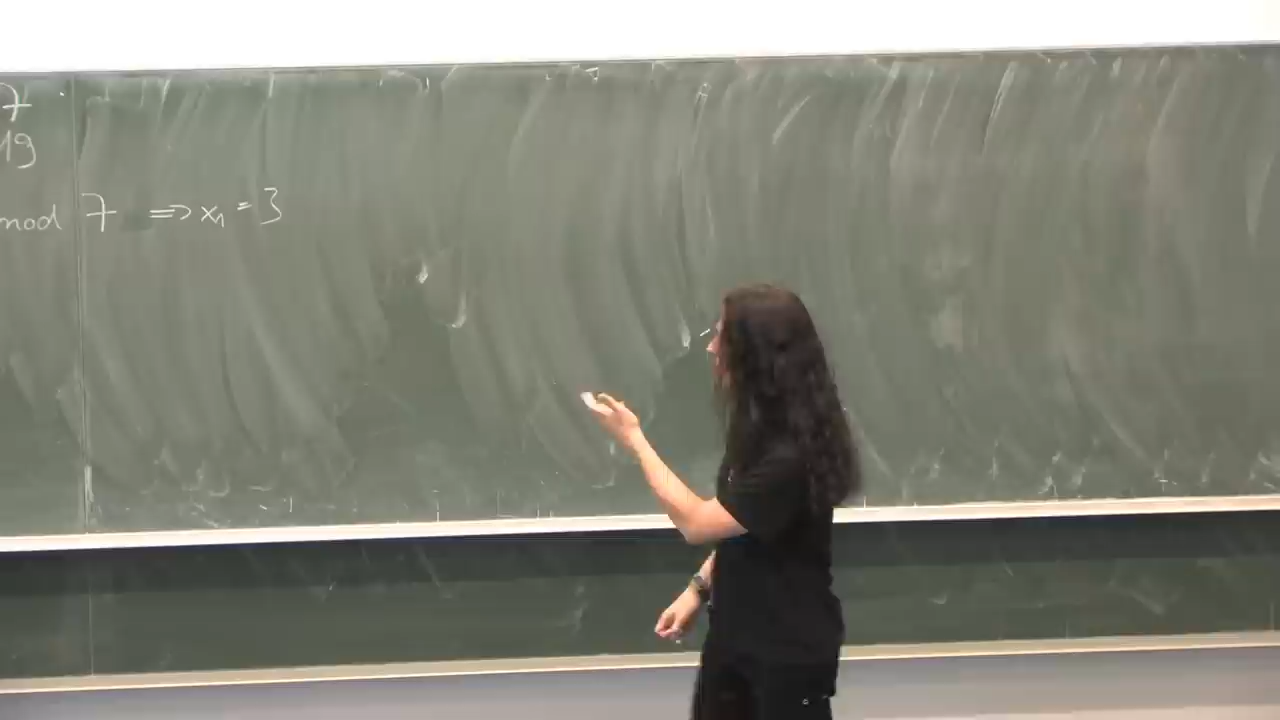 7
19
mod 7 ⇒ x₁ = 3